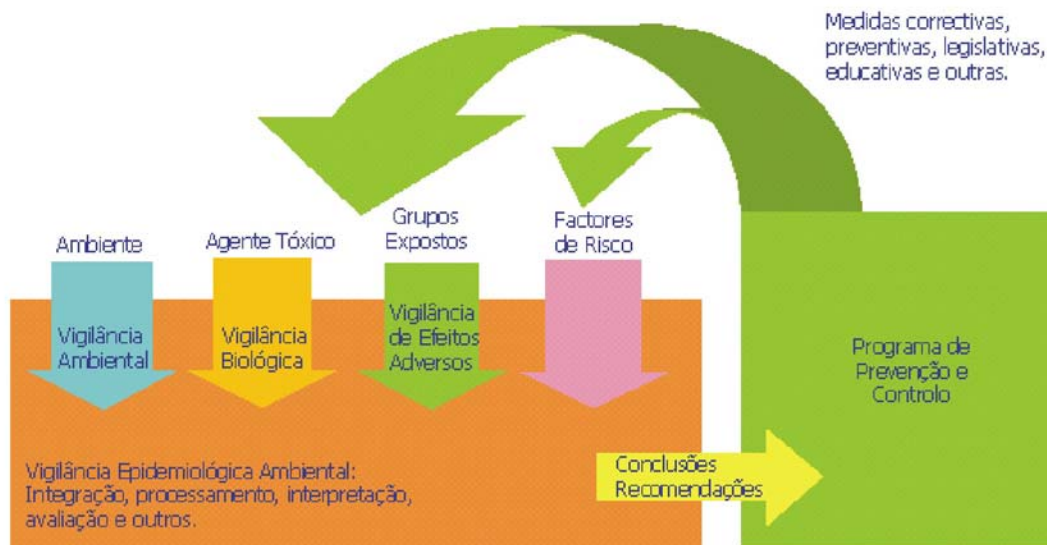 Medidas correctivas,
preventivas, legislativas,
educativas e outras.
Ambiente
Agente Tóxico
Grupos
Expostos
Factores
de Risco
Vigilância
Ambiental
Vigilância
Biológica
Vigilância
de Efeitos
Adversos
Programa de
Prevenção e
Controlo
Vigilância Epidemiológica Ambiental:
Integração, processamento, interpretação,
avaliação e outros.
Conclusões
Recomendações